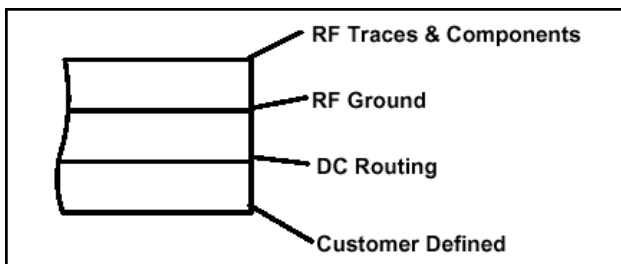 RF Traces & Components
RF Ground
DC Routing
Customer Defined